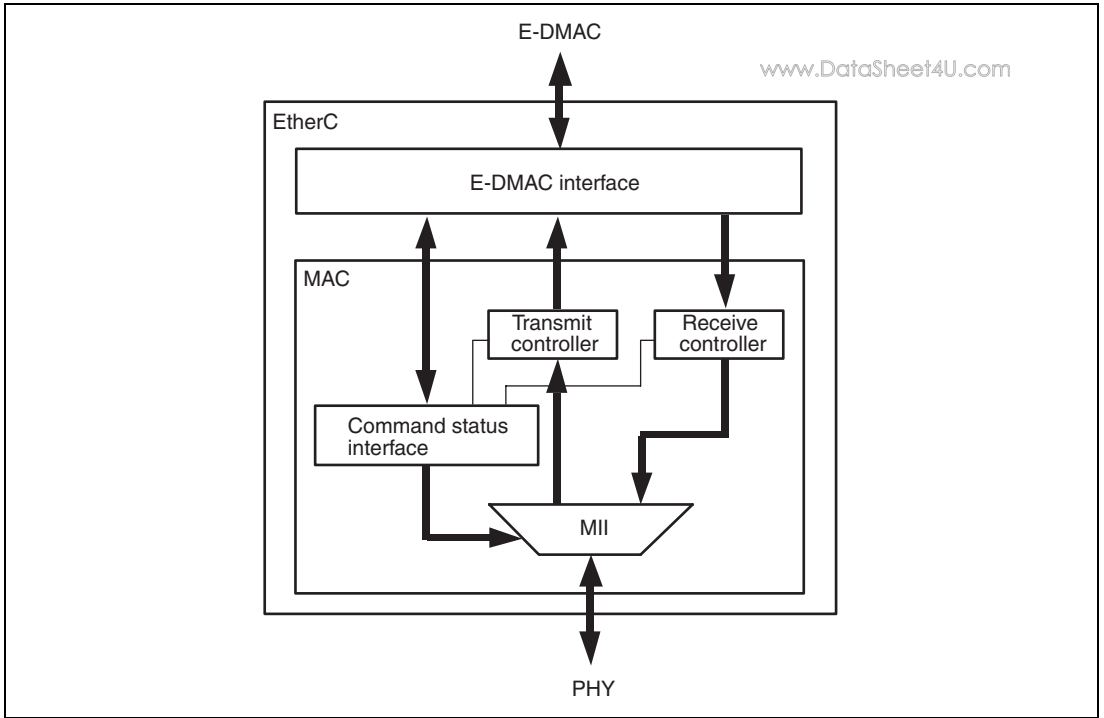 E-DMAC
www.DataSheet4U.com
EtherC
E-DMAC interface
MAC
Transmit
controller
Receive
controller
Command status
interface
MII
PHY